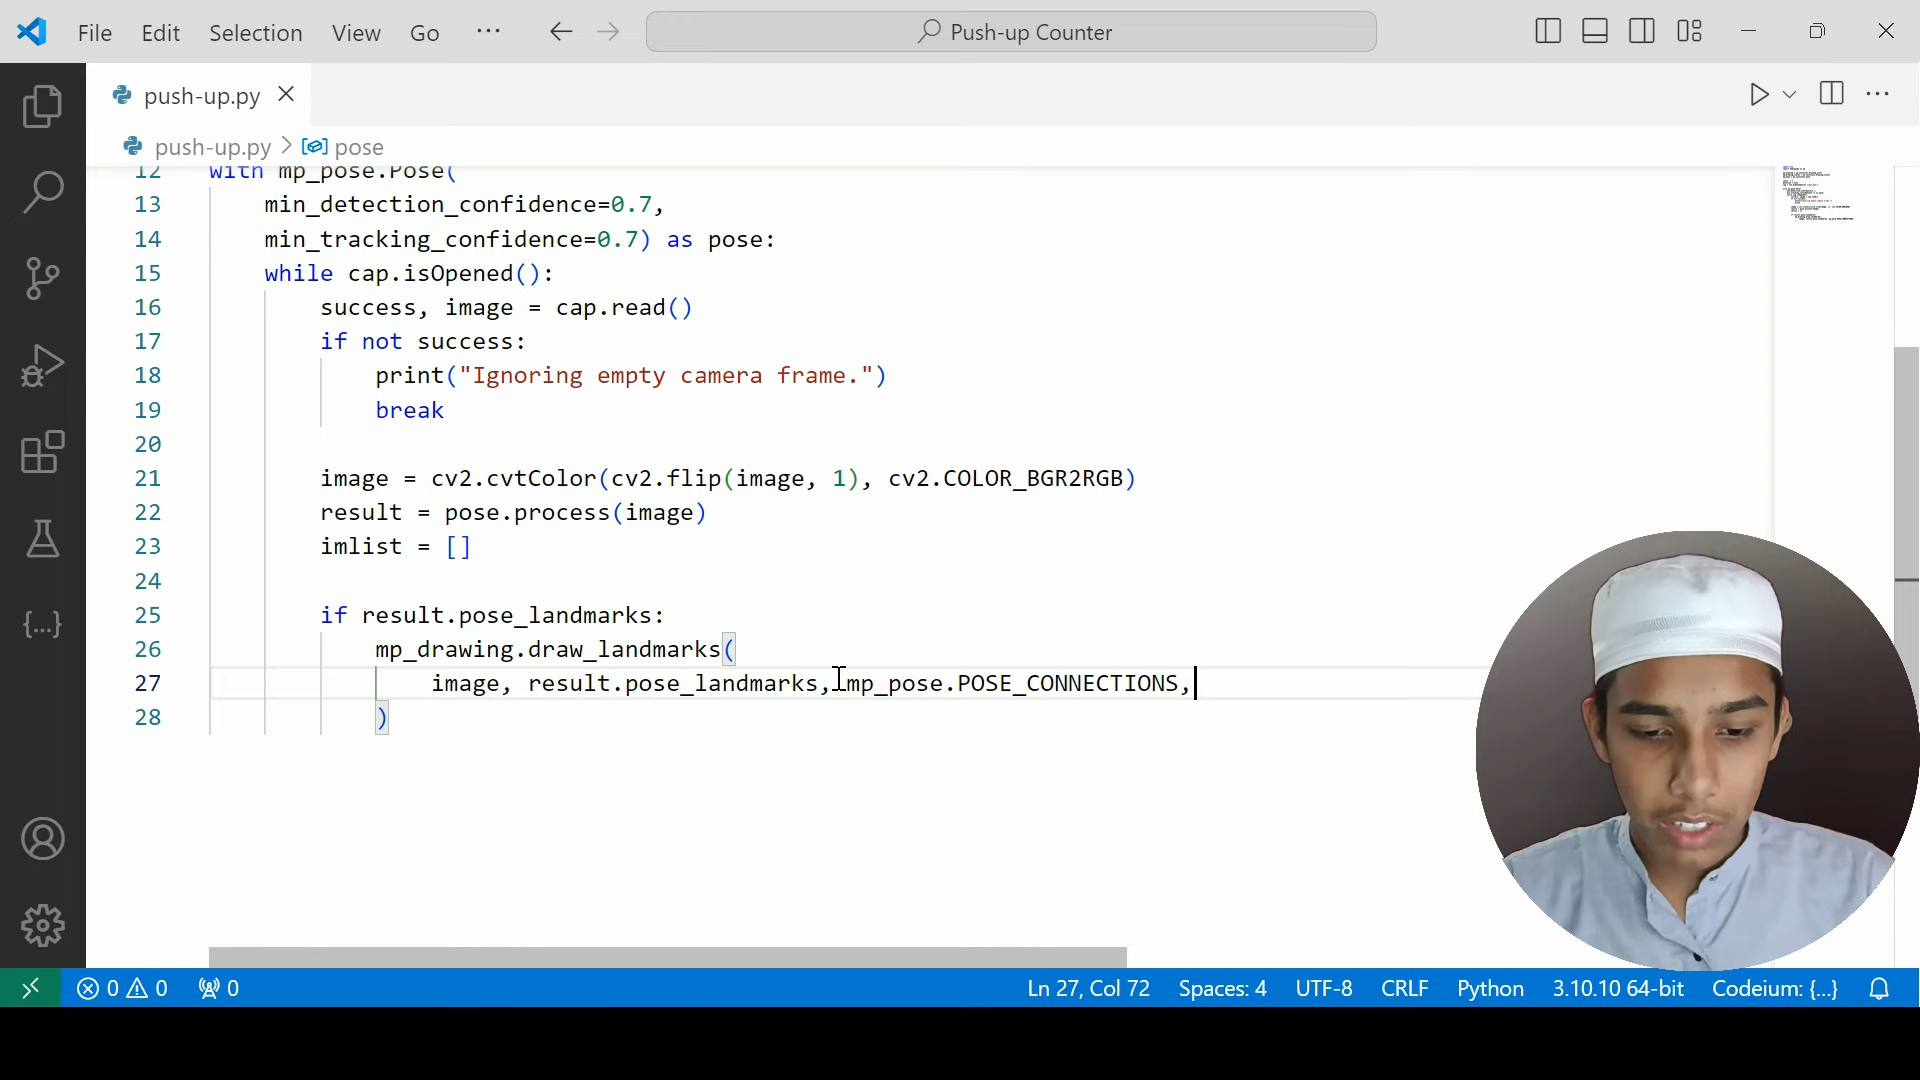 File Edit Selection View Go ··· Push-up Counter
push-up.py
push-up.py > pose
12 with mp_pose.Pose(
13 min_detection_confidence=0.7,
14 min_tracking_confidence=0.7) as pose:
15 while cap.isOpened():
16 success, image = cap.read()
17 if not success:
18 print("Ignoring empty camera frame.")
19 break
20
21 image = cv2.cvtColor(cv2.flip(image, 1), cv2.COLOR_BGR2RGB)
22 result = pose.process(image)
23 imlist = []
24
25 if result.pose_landmarks:
26 mp_drawing.draw_landmarks(
27 image, result.pose_landmarks, mp_pose.POSE_CONNECTIONS,
28 )
0 0 0 Ln 27, Col 72 Spaces: 4 UTF-8 CRLF Python 3.10.10 64-bit Codeium: {...}